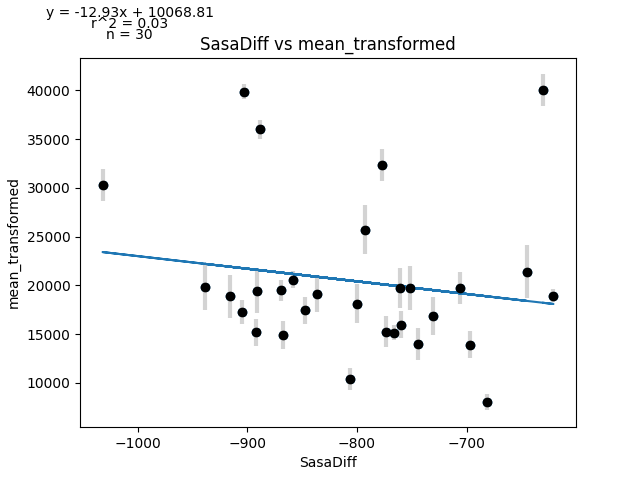 y = -12.93x + 10068.81
r^2 = 0.03
n = 30
SasaDiff vs mean_transformed
40000
35000
30000
25000
20000
15000
10000
mean_transformed
−1000
−900
−800
−700
SasaDiff